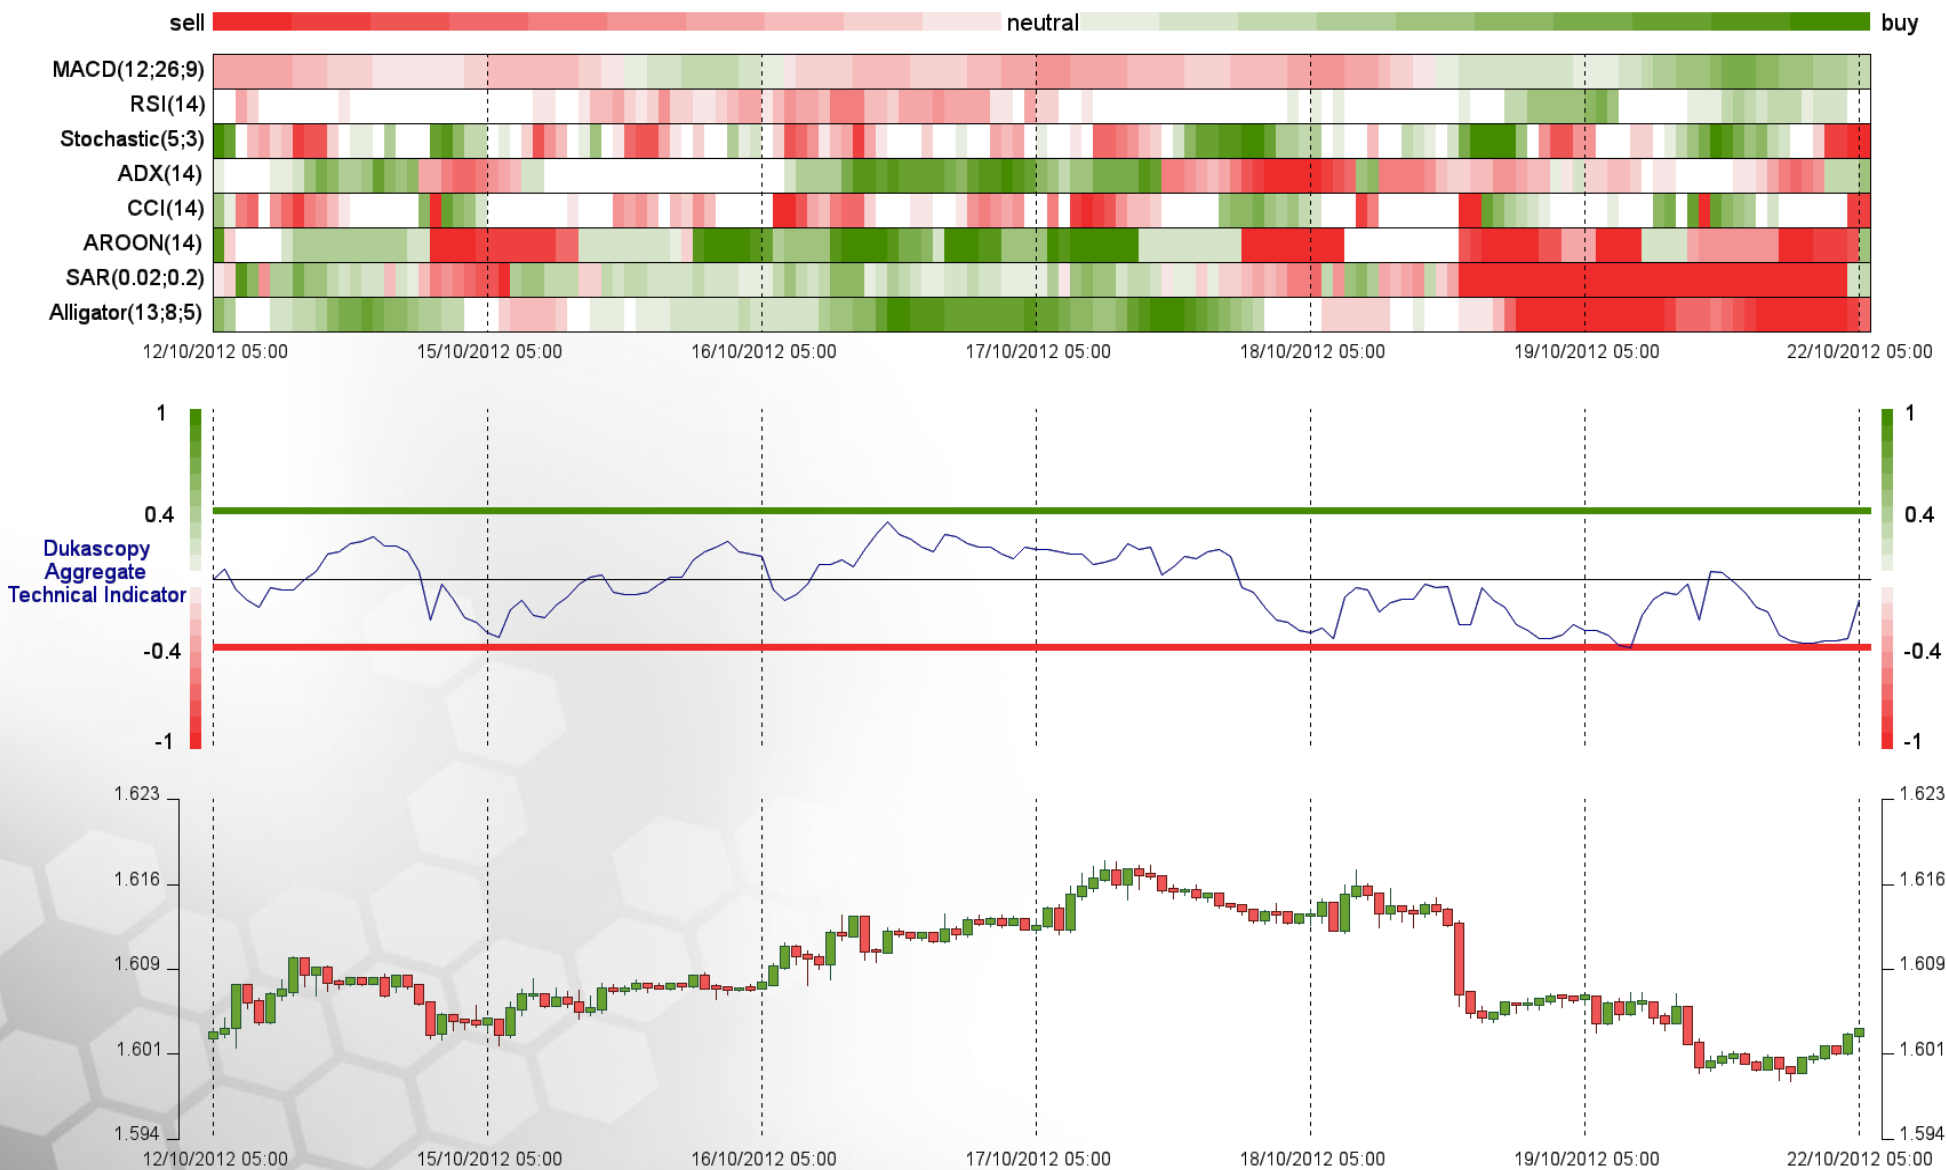 sell neutral buy
MACD(12;26;9)
RSI(14)
Stochastic(5;3)
ADX(14)
CCI(14)
AROON(14)
SAR(0.02;0.2)
Alligator(13;8;5)
12/10/2012 05:00 15/10/2012 05:00 16/10/2012 05:00 17/10/2012 05:00 18/10/2012 05:00 19/10/2012 05:00 22/10/2012 05:00
1 1
0.4 0.4
Dukascopy
Aggregate
Technical Indicator
-0.4 -0.4
-1 -1
1.623 1.623
1.616 1.616
1.609 1.609
1.601 1.601
1.594 1.594
12/10/2012 05:00 15/10/2012 05:00 16/10/2012 05:00 17/10/2012 05:00 18/10/2012 05:00 19/10/2012 05:00 22/10/2012 05:00